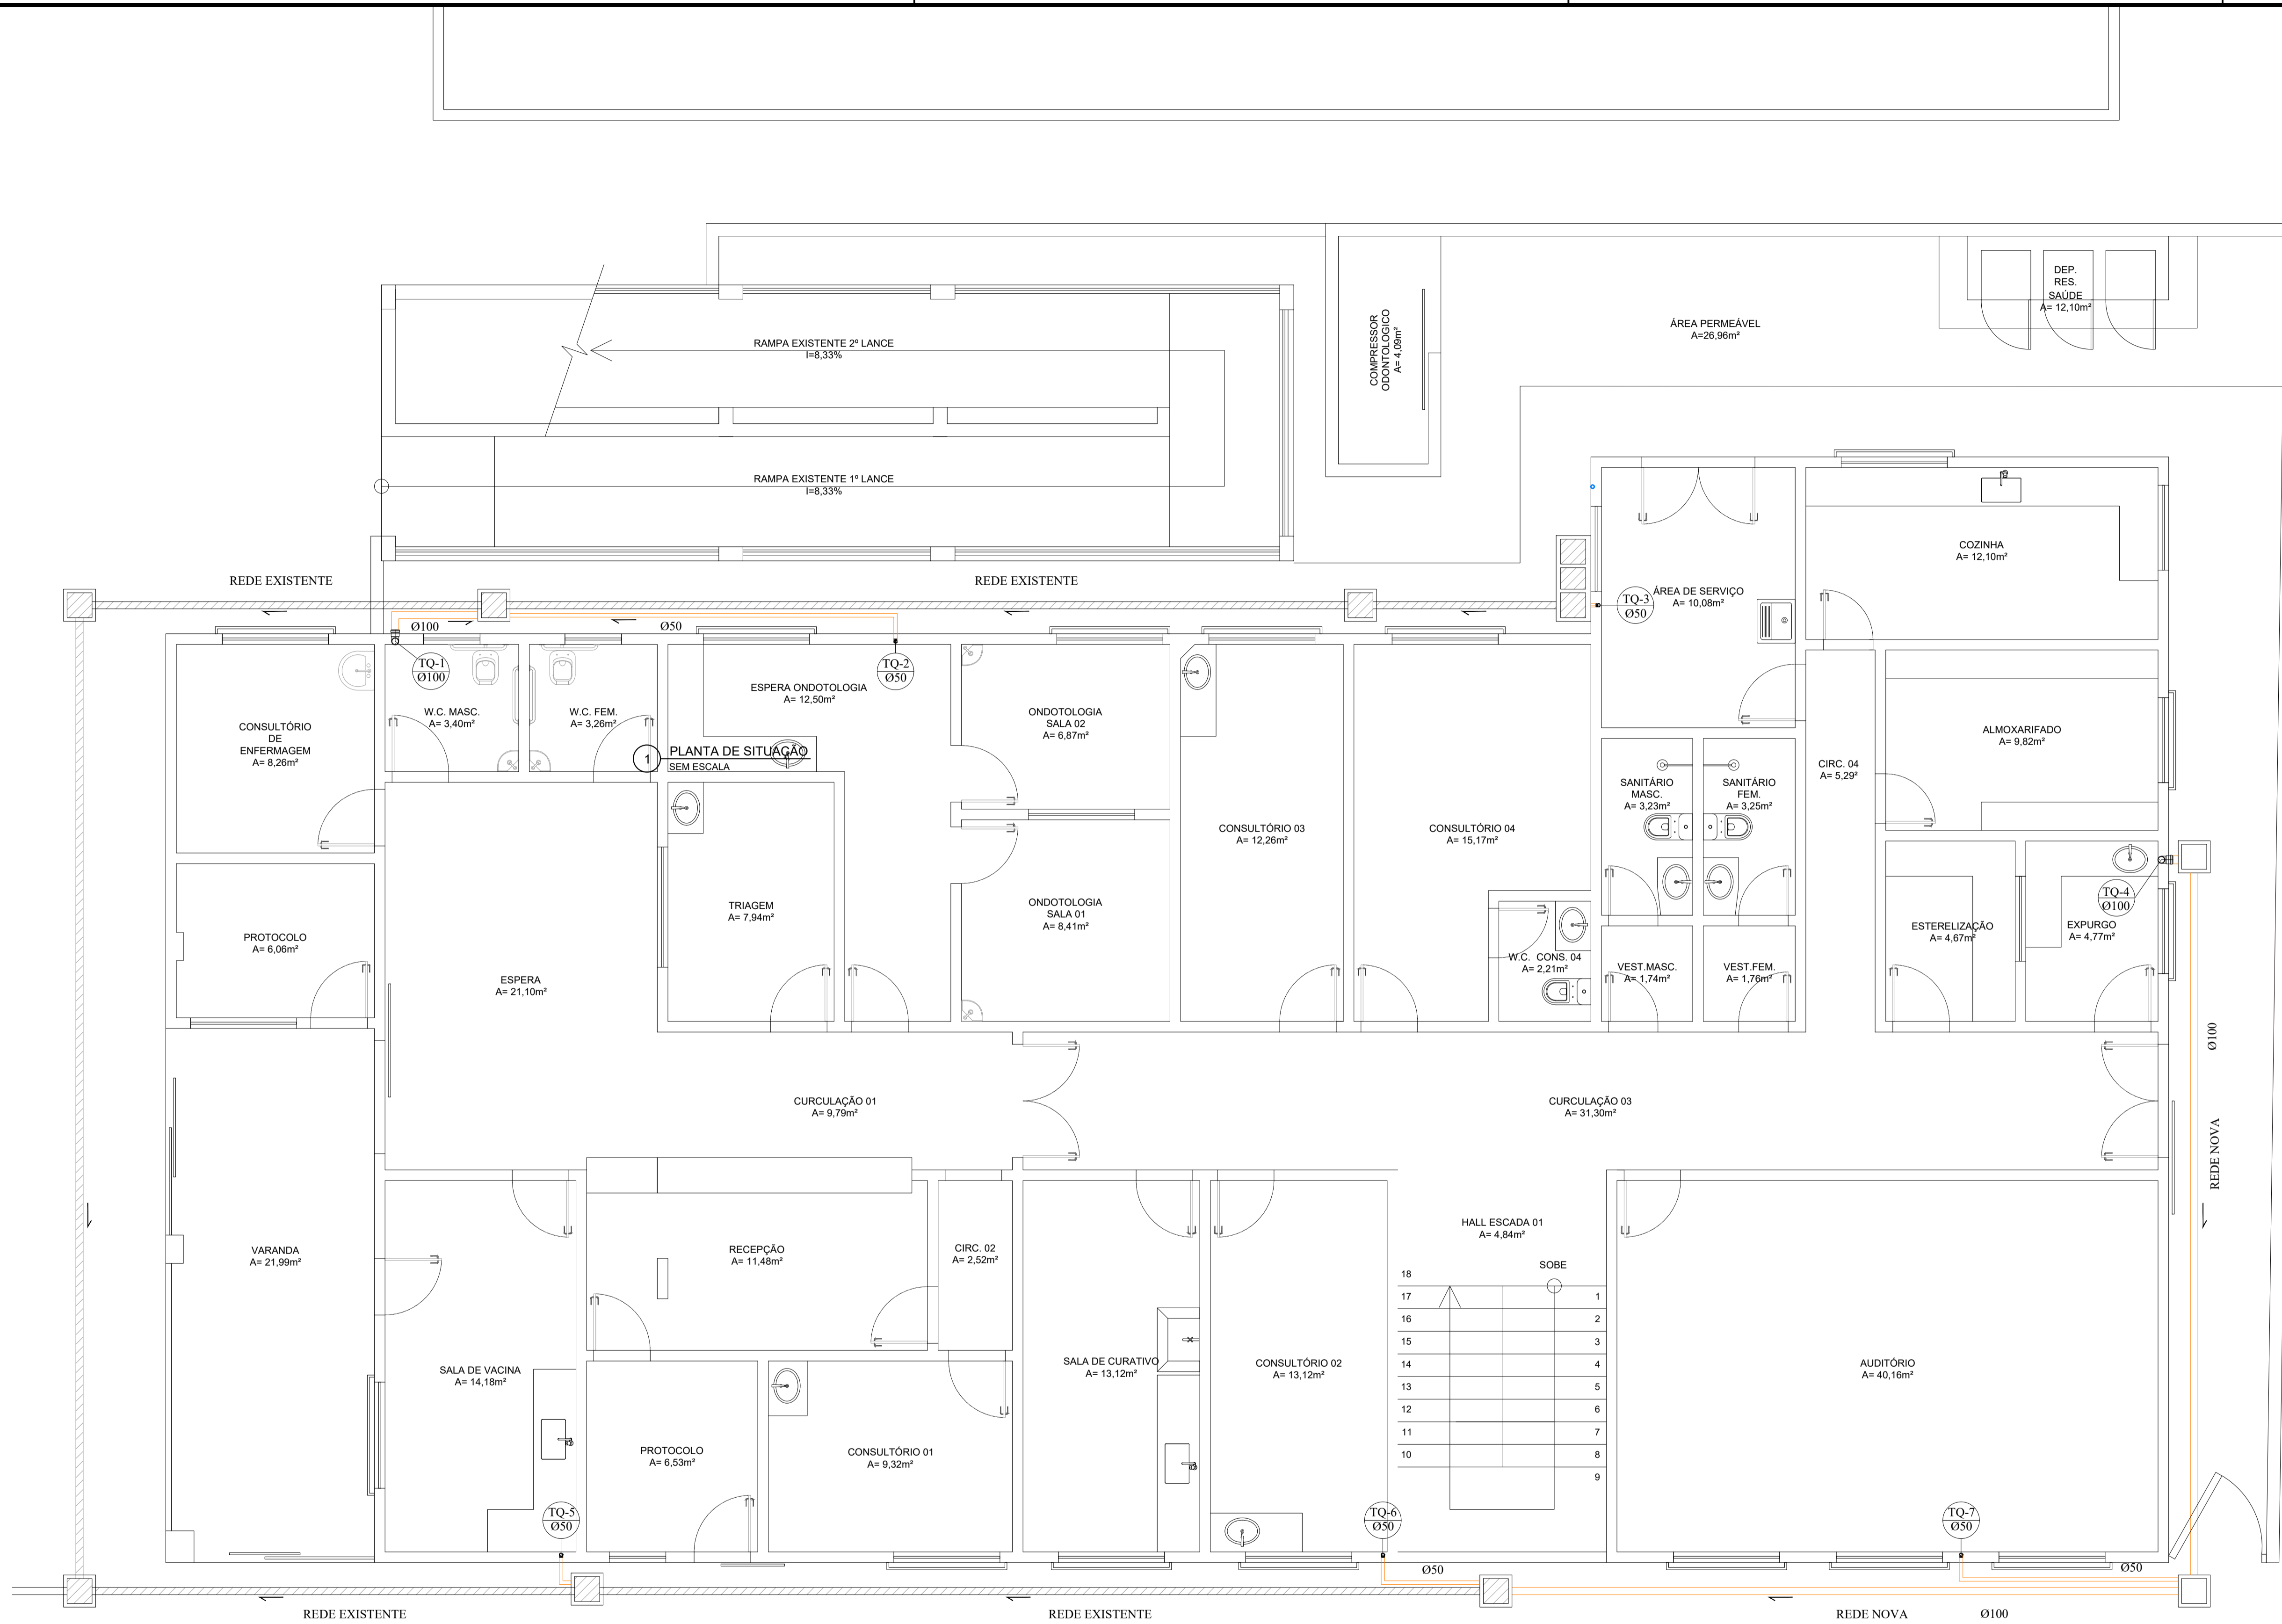 DEP.
RES.
SAÚDE
A= 12,10m²
ÁREA PERMEÁVEL
A=26,96m²
COMPRESSOR
ODONTOLOGICO
A= 4,09m²
RAMPA EXISTENTE 2º LANCE
I=8,33%
RAMPA EXISTENTE 1º LANCE
I=8,33%
COZINHA
A= 12,10m²
REDE EXISTENTE
REDE EXISTENTE
ÁREA DE SERVIÇO
A= 10,08m²
TQ-3
Ø50
Ø100
Ø50
TQ-1
Ø100
TQ-2
Ø50
ESPERA ONDOTOLOGIA
A= 12,50m²
W.C. MASC.
A= 3,40m²
W.C. FEM.
A= 3,26m²
ONDOTOLOGIA
SALA 02
A= 6,87m²
CONSULTÓRIO
DE
ENFERMAGEM
A= 8,26m²
1
PLANTA DE SITUAÇÃO
SEM ESCALA
ALMOXARIFADO
A= 9,82m²
CIRC. 04
A= 5,29²
SANITÁRIO
MASC.
A= 3,23m²
SANITÁRIO
FEM.
A= 3,25m²
CONSULTÓRIO 03
A= 12,26m²
CONSULTÓRIO 04
A= 15,17m²
TRIAGEM
A= 7,94m²
ONDOTOLOGIA
SALA 01
A= 8,41m²
TQ-4
Ø100
ESTERELIZAÇÃO
A= 4,67m²
EXPURGO
A= 4,77m²
PROTOCOLO
A= 6,06m²
W.C. CONS. 04
A= 2,21m²
VEST.MASC.
A= 1,74m²
VEST.FEM.
A= 1,76m²
ESPERA
A= 21,10m²
Ø100
CURCULAÇÃO 01
A= 9,79m²
CURCULAÇÃO 03
A= 31,30m²
REDE NOVA
HALL ESCADA 01
A= 4,84m²
VARANDA
A= 21,99m²
RECEPÇÃO
A= 11,48m²
CIRC. 02
A= 2,52m²
SOBE
18
17
1
16
2
15
3
14
4
13
5
12
6
11
7
10
8
9
SALA DE VACINA
A= 14,18m²
SALA DE CURATIVO
A= 13,12m²
CONSULTÓRIO 02
A= 13,12m²
AUDITÓRIO
A= 40,16m²
PROTOCOLO
A= 6,53m²
CONSULTÓRIO 01
A= 9,32m²
TQ-5
Ø50
TQ-6
Ø50
TQ-7
Ø50
Ø50
Ø50
REDE EXISTENTE
REDE EXISTENTE
REDE NOVA
Ø100